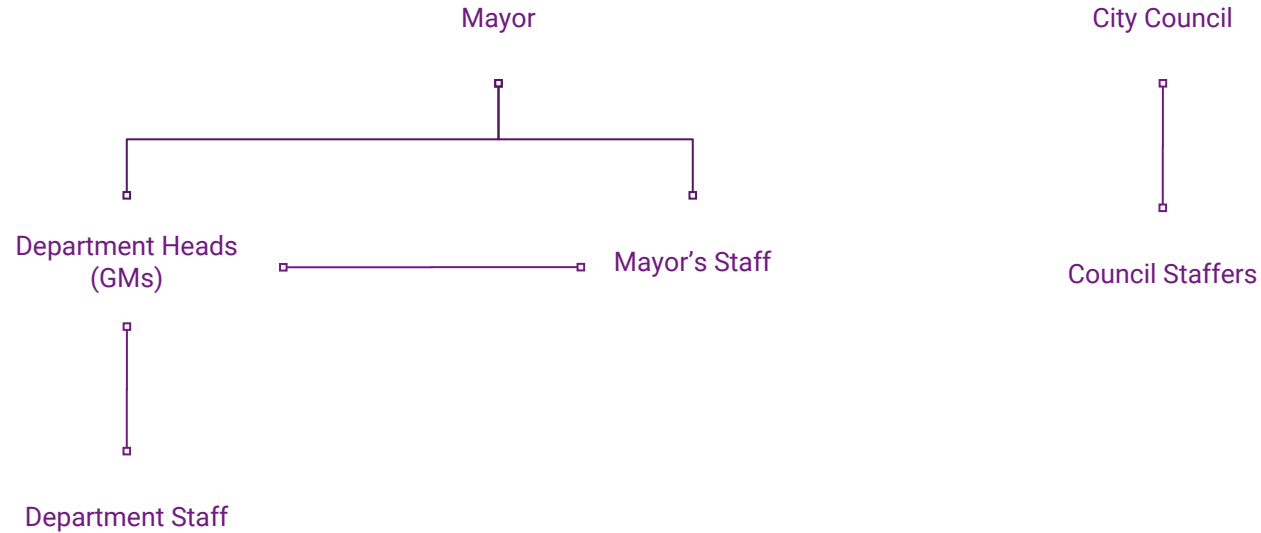 Mayor
City Council
Department Heads
(GMs)
Mayor’s Staff
Council Staffers
Department Staff